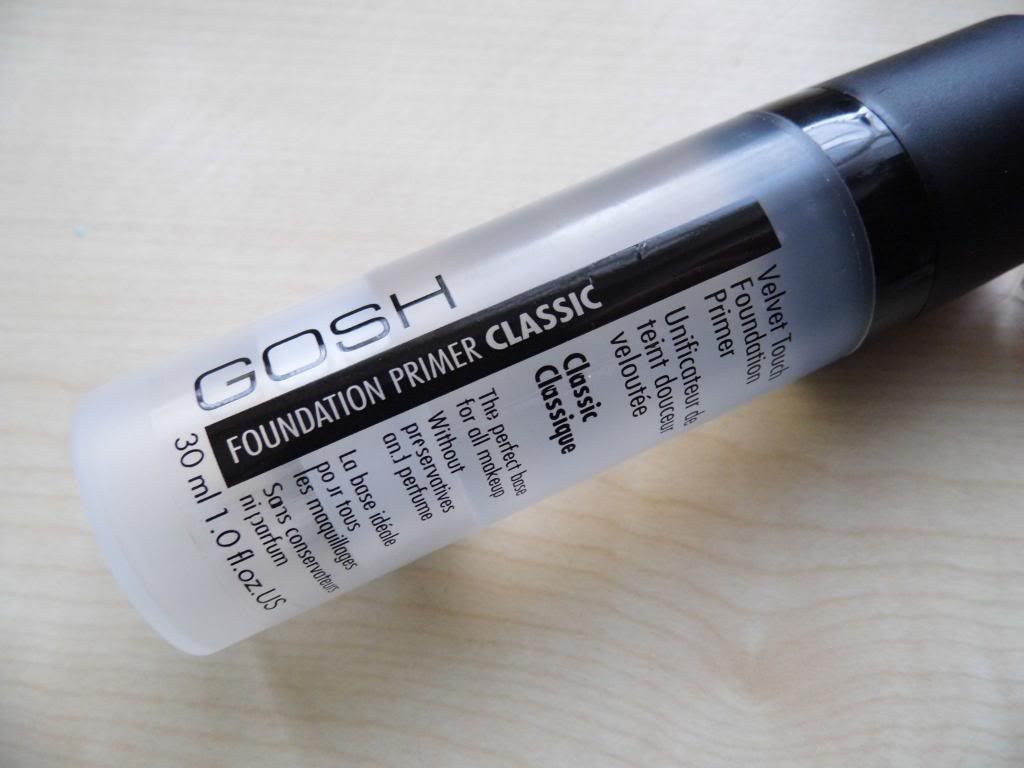 GOSH
FOUNDATION PRIMER CLASSIC
Velvet Touch
Foundation
Primer
Unificateur de
teint douceur
veloutée
Classic
Classique
The perfect base
for all makeup
Without
preservatives
and perfume
La base idéale
pour tous
les maquillages
Sans conservateurs
ni parfum
30 ml 1.0 fl.oz.US